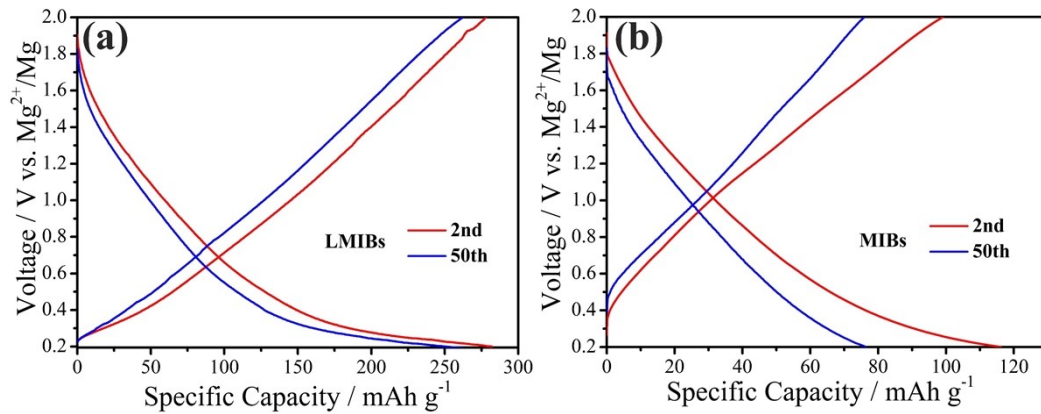 (a)
2.0
1.8
1.6
1.4
1.2
1.0
0.8
0.6
0.4
0.2
Voltage / V vs. Mg²⁺/Mg
LMIBs
2nd
50th
0 50 100 150 200 250 300
Specific Capacity / mAh g⁻¹
(b)
2.0
1.8
1.6
1.4
1.2
1.0
0.8
0.6
0.4
0.2
Voltage / V vs. Mg²⁺/Mg
MIBs
2nd
50th
0 20 40 60 80 100 120
Specific Capacity / mAh g⁻¹